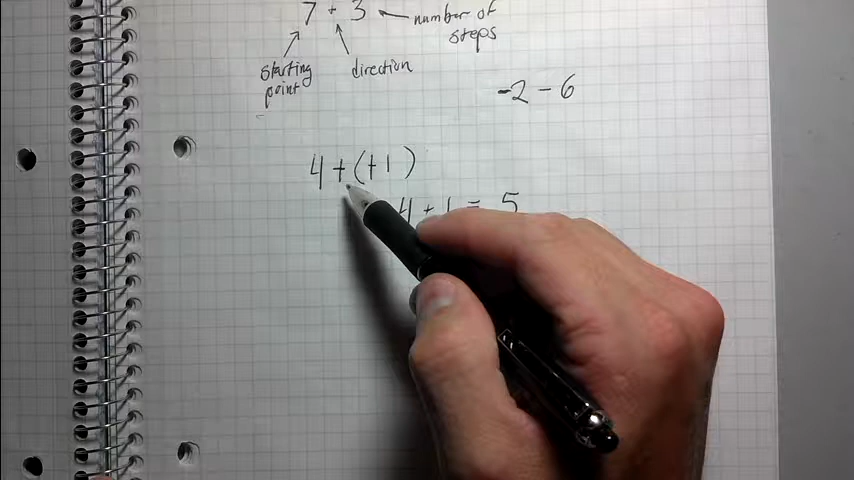 7 + 3 number of
steps
starting
point
direction
-2 - 6
4 + (+1)
4 + 1 = 5